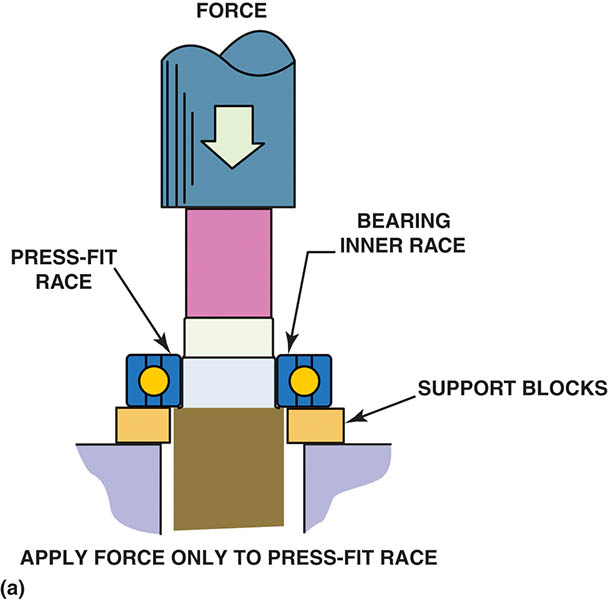 FORCE
BEARING
INNER RACE
PRESS-FIT
RACE
SUPPORT BLOCKS
APPLY FORCE ONLY TO PRESS-FIT RACE
(a)